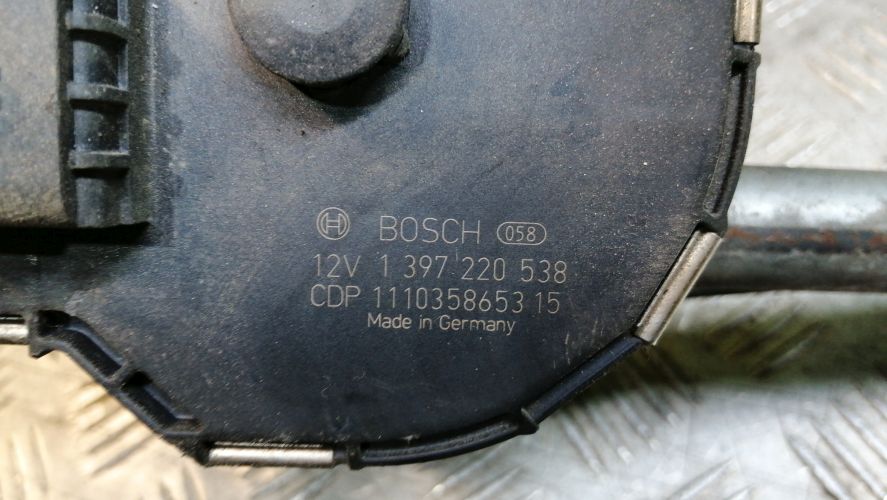 BOSCH 058
12V 1 397 220 538
CDP 1110358653 15
Made in Germany